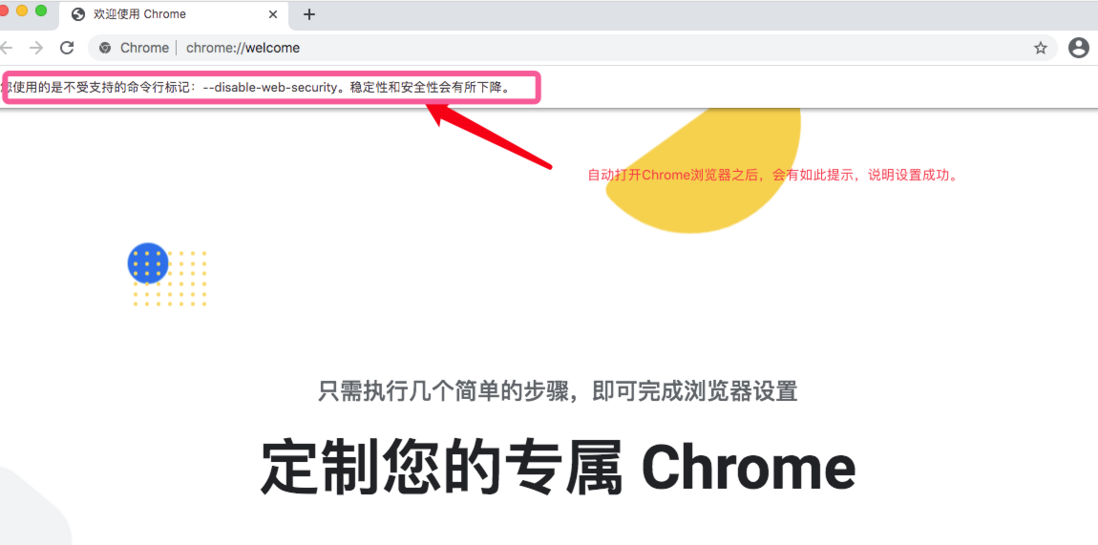 欢迎使用 Chrome
Chrome
chrome://welcome
您使用的是不受支持的命令行标记：--disable-web-security。稳定性和安全性会有所下降。
自动打开Chrome浏览器之后，会有如此提示，说明设置成功。
只需执行几个简单的步骤，即可完成浏览器设置
定制您的专属 Chrome